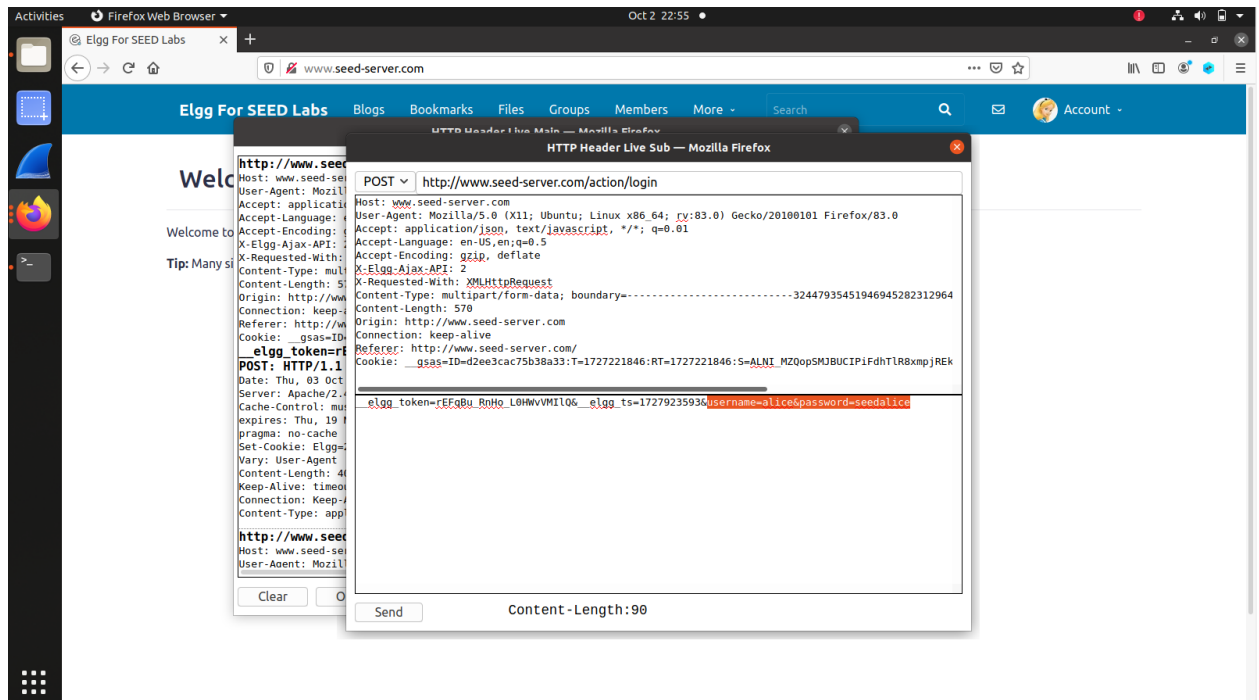 Activities
Firefox Web Browser
Oct 2 22:55
Elgg For SEED Labs
www.seed-server.com
Elgg For SEED Labs Blogs Bookmarks Files Groups Members More Search Account
HTTP Header Live Main — Mozilla Firefox
Welc
Welcome to
Tip: Many si
http://www.seed
Host: www.seed-se
User-Agent: Mozill
Accept: applicatio
Accept-Language:
Accept-Encoding:
X-Elgg-Ajax-API:
X-Requested-With:
Content-Type: mult
Content-Length: 57
Origin: http://www
Connection: keep-a
Referer: http://ww
Cookie: __gsas=ID=
__elgg_token=rE
POST: HTTP/1.1
Date: Thu, 03 Oct
Server: Apache/2.4
Cache-Control: mus
expires: Thu, 19 N
pragma: no-cache
Set-Cookie: Elgg=
Vary: User-Agent
Content-Length: 40
Keep-Alive: timeou
Connection: Keep-A
Content-Type: appl
http://www.seed
Host: www.seed-se
User-Agent: Mozill
Clear
HTTP Header Live Sub — Mozilla Firefox
POST http://www.seed-server.com/action/login
Host: www.seed-server.com
User-Agent: Mozilla/5.0 (X11; Ubuntu; Linux x86_64; rv:83.0) Gecko/20100101 Firefox/83.0
Accept: application/json, text/javascript, */*; q=0.01
Accept-Language: en-US,en;q=0.5
Accept-Encoding: gzip, deflate
X-Elgg-Ajax-API: 2
X-Requested-With: XMLHttpRequest
Content-Type: multipart/form-data; boundary=---------------------------32447935451946945282312964
Content-Length: 570
Origin: http://www.seed-server.com
Connection: keep-alive
Referer: http://www.seed-server.com/
Cookie: __gsas=ID=d2ee3cac75b38a33:T=1727221846:RT=1727221846:S=ALNI_MZQopSMJBUCIPiFdhTlR8xmpjREk
__elgg_token=rEFqBu_RnHo_L0HWvVMIlQ&__elgg_ts=1727923593&username=alice&password=seedalice
Send
Content-Length:90